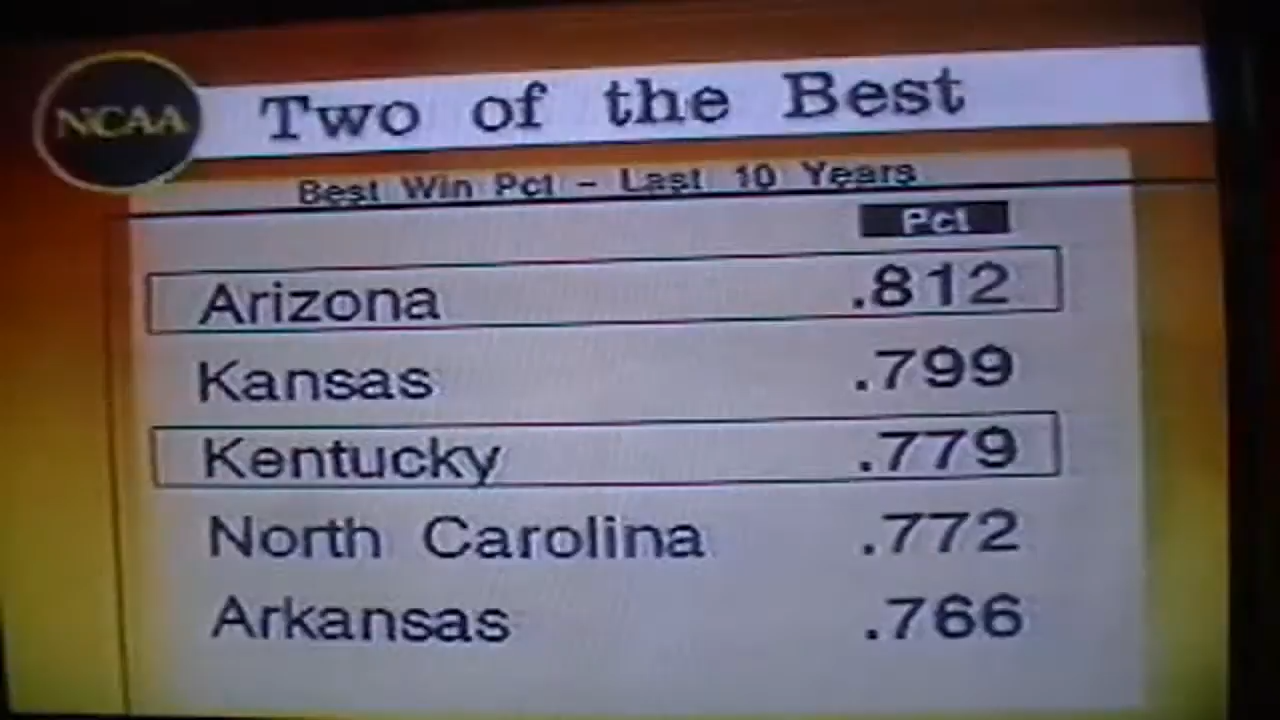 NCAA
Two of the Best
Best Win Pct - Last 10 Years
Pct
Arizona .812
Kansas .799
Kentucky .779
North Carolina .772
Arkansas .766